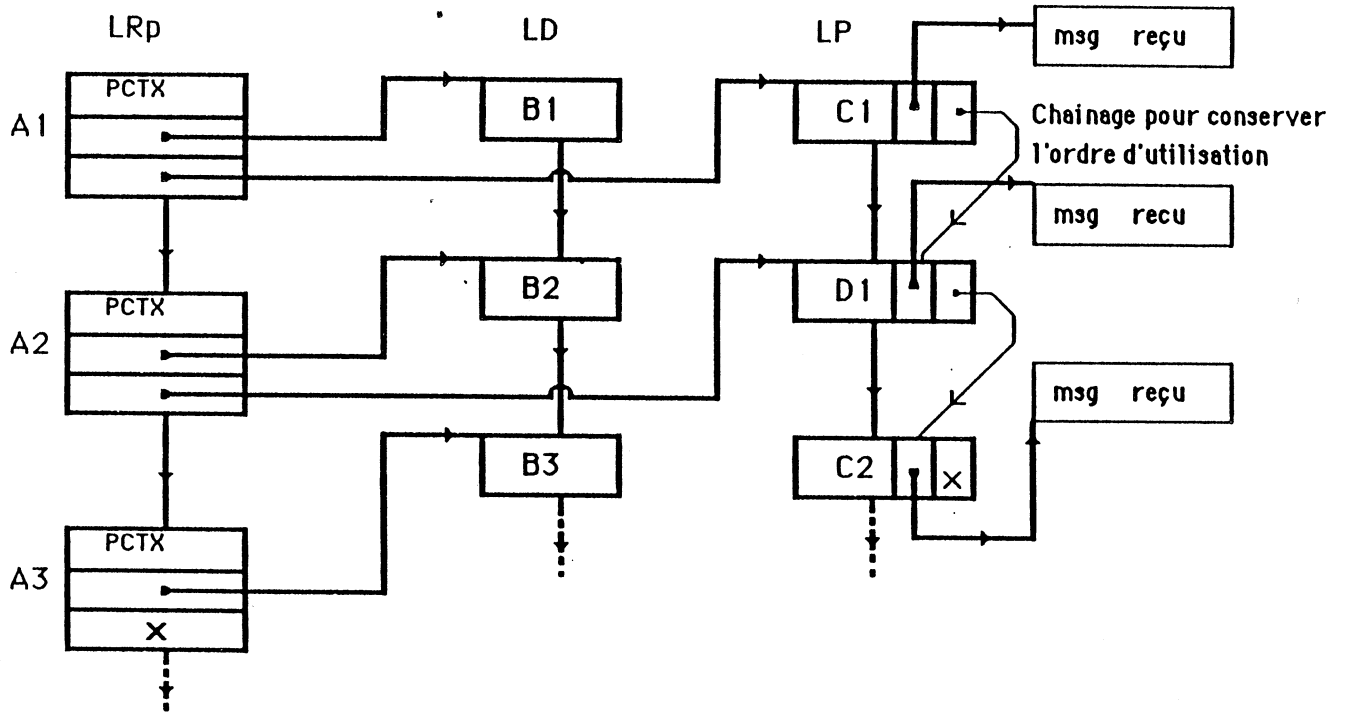 LRp LD LP
msg reçu
PCTX
A1
B1
C1
Chainage pour conserver
l'ordre d'utilisation
msg recu
PCTX
A2
B2
D1
msg reçu
B3
C2
X
PCTX
A3
X